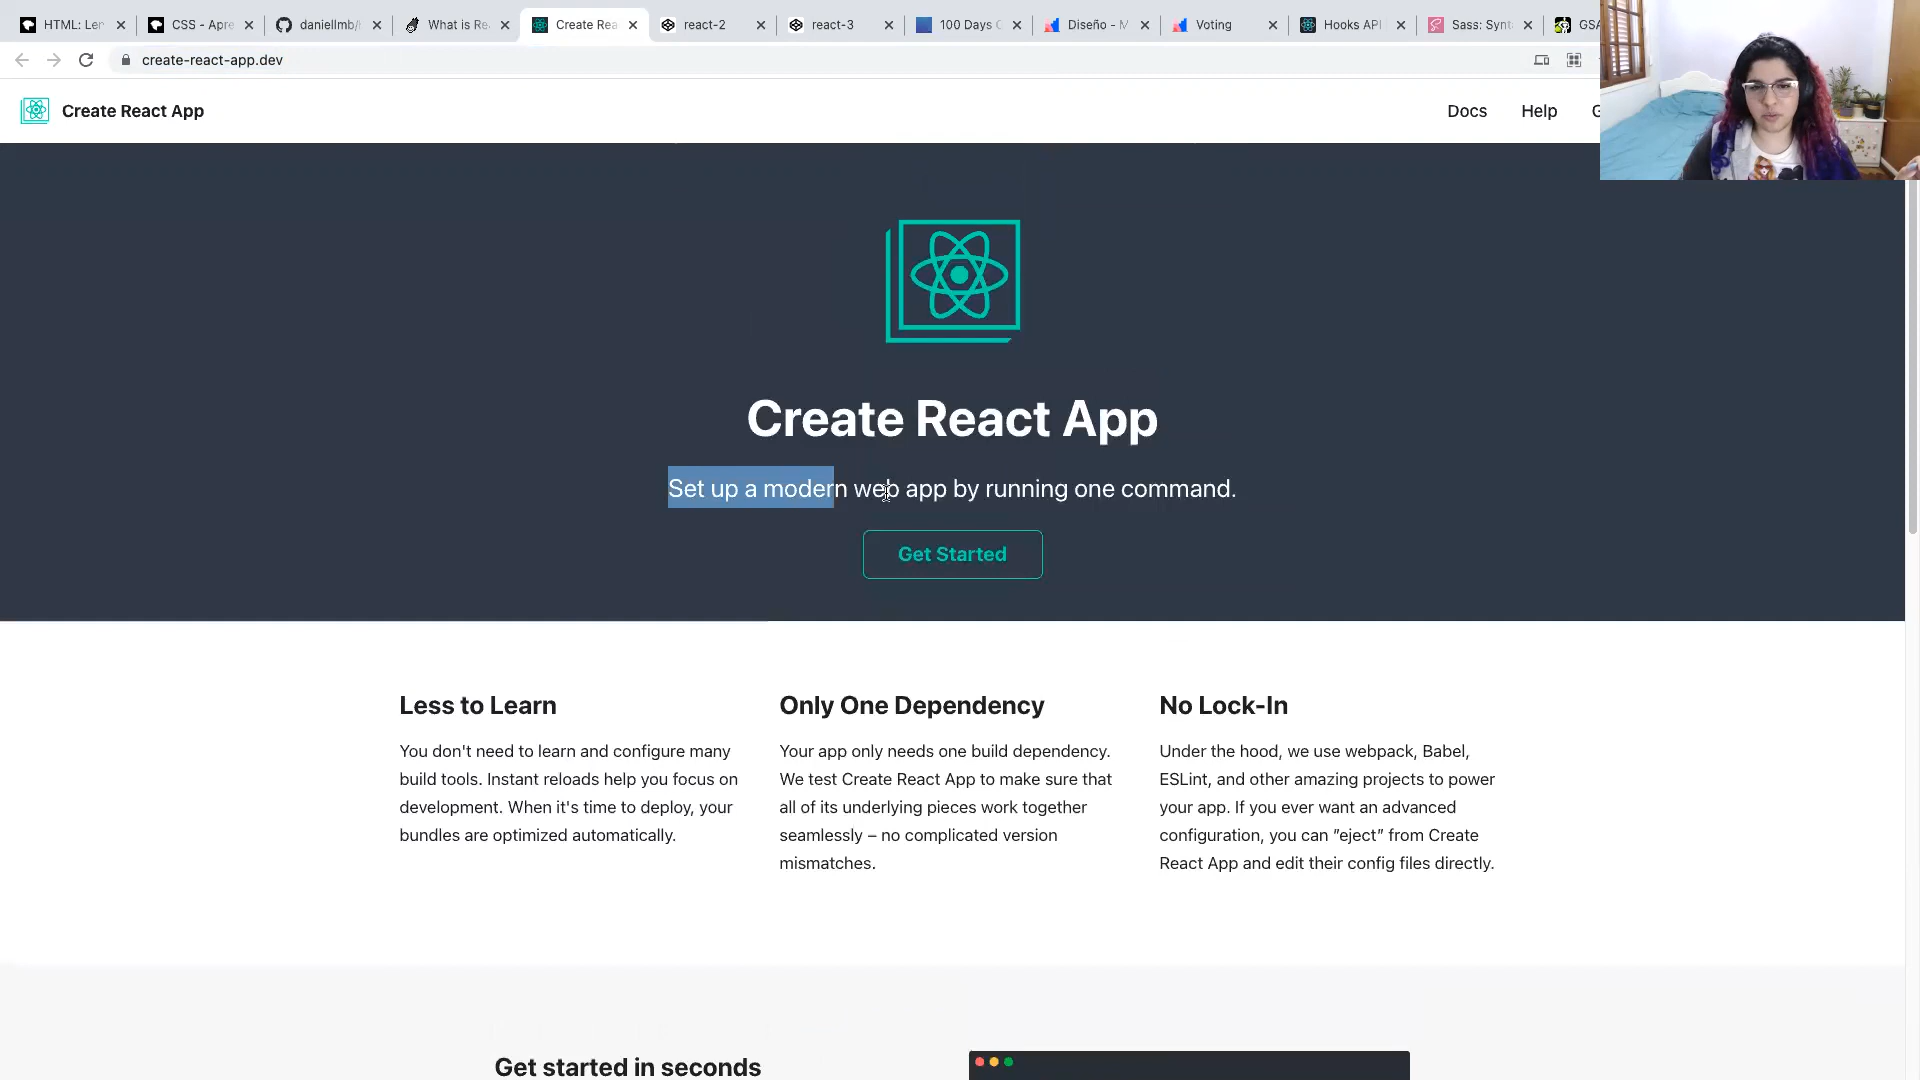 HTML: Ler
CSS - Apre
daniellmb/
What is Re
Create Rea
react-2
react-3
100 Days C
Diseño - M
Voting
Hooks API
Sass: Synt
GSA
create-react-app.dev
Create React App
Docs
Help
Create React App
Set up a modern web app by running one command.
Get Started
Less to Learn
You don't need to learn and configure many
build tools. Instant reloads help you focus on
development. When it's time to deploy, your
bundles are optimized automatically.
Only One Dependency
Your app only needs one build dependency.
We test Create React App to make sure that
all of its underlying pieces work together
seamlessly – no complicated version
mismatches.
No Lock-In
Under the hood, we use webpack, Babel,
ESLint, and other amazing projects to power
your app. If you ever want an advanced
configuration, you can "eject" from Create
React App and edit their config files directly.
Get started in seconds